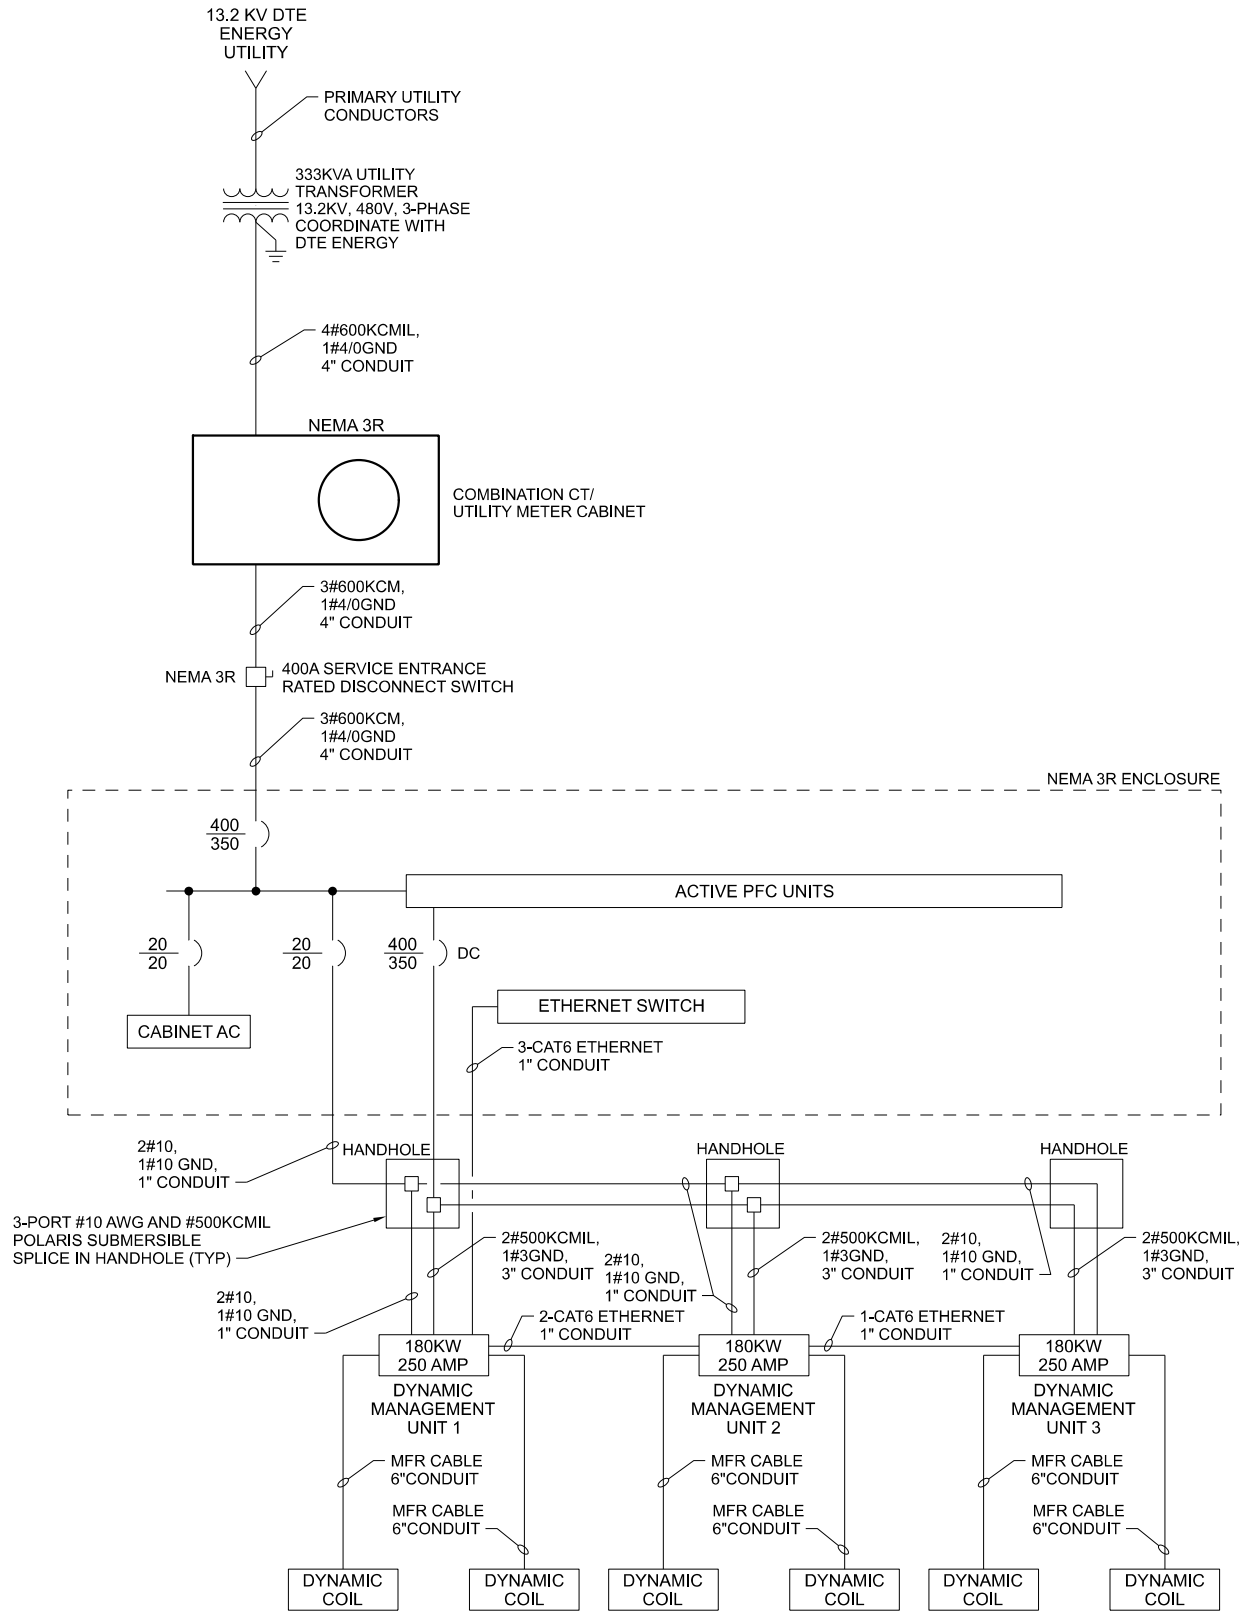 13.2 KV DTE
ENERGY
UTILITY
PRIMARY UTILITY
CONDUCTORS
333KVA UTILITY
TRANSFORMER
13.2KV, 480V, 3-PHASE
COORDINATE WITH
DTE ENERGY
4#600KCMIL,
1#4/0GND
4" CONDUIT
NEMA 3R
COMBINATION CT/
UTILITY METER CABINET
3#600KCM,
1#4/0GND
4" CONDUIT
NEMA 3R
400A SERVICE ENTRANCE
RATED DISCONNECT SWITCH
3#600KCM,
1#4/0GND
4" CONDUIT
NEMA 3R ENCLOSURE
400
350
ACTIVE PFC UNITS
20
20
20
20
400
350
DC
ETHERNET SWITCH
CABINET AC
3-CAT6 ETHERNET
1" CONDUIT
2#10,
1#10 GND,
1" CONDUIT
HANDHOLE
HANDHOLE
HANDHOLE
3-PORT #10 AWG AND #500KCMIL
POLARIS SUBMERSIBLE
SPLICE IN HANDHOLE (TYP)
2#500KCMIL,
1#3GND,
3" CONDUIT
2#10,
1#10 GND,
1" CONDUIT
2#500KCMIL,
1#3GND,
3" CONDUIT
2#10,
1#10 GND,
1" CONDUIT
2#500KCMIL,
1#3GND,
3" CONDUIT
2#10,
1#10 GND,
1" CONDUIT
2-CAT6 ETHERNET
1" CONDUIT
1-CAT6 ETHERNET
1" CONDUIT
180KW
250 AMP
180KW
250 AMP
180KW
250 AMP
DYNAMIC
MANAGEMENT
UNIT 1
DYNAMIC
MANAGEMENT
UNIT 2
DYNAMIC
MANAGEMENT
UNIT 3
MFR CABLE
6"CONDUIT
MFR CABLE
6"CONDUIT
MFR CABLE
6"CONDUIT
MFR CABLE
6"CONDUIT
MFR CABLE
6"CONDUIT
MFR CABLE
6"CONDUIT
DYNAMIC
COIL
DYNAMIC
COIL
DYNAMIC
COIL
DYNAMIC
COIL
DYNAMIC
COIL
DYNAMIC
COIL